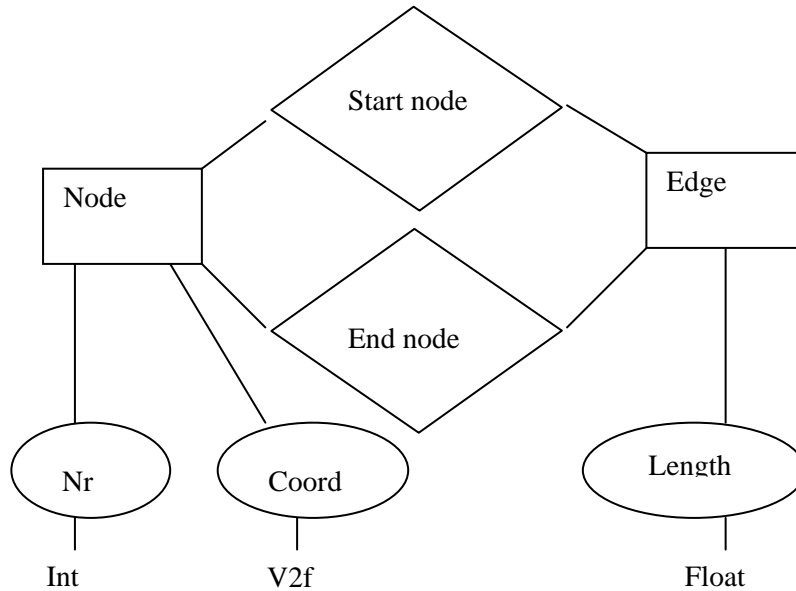 Start node
Node
Edge
End node
Nr
Coord
Length
Int
V2f
Float